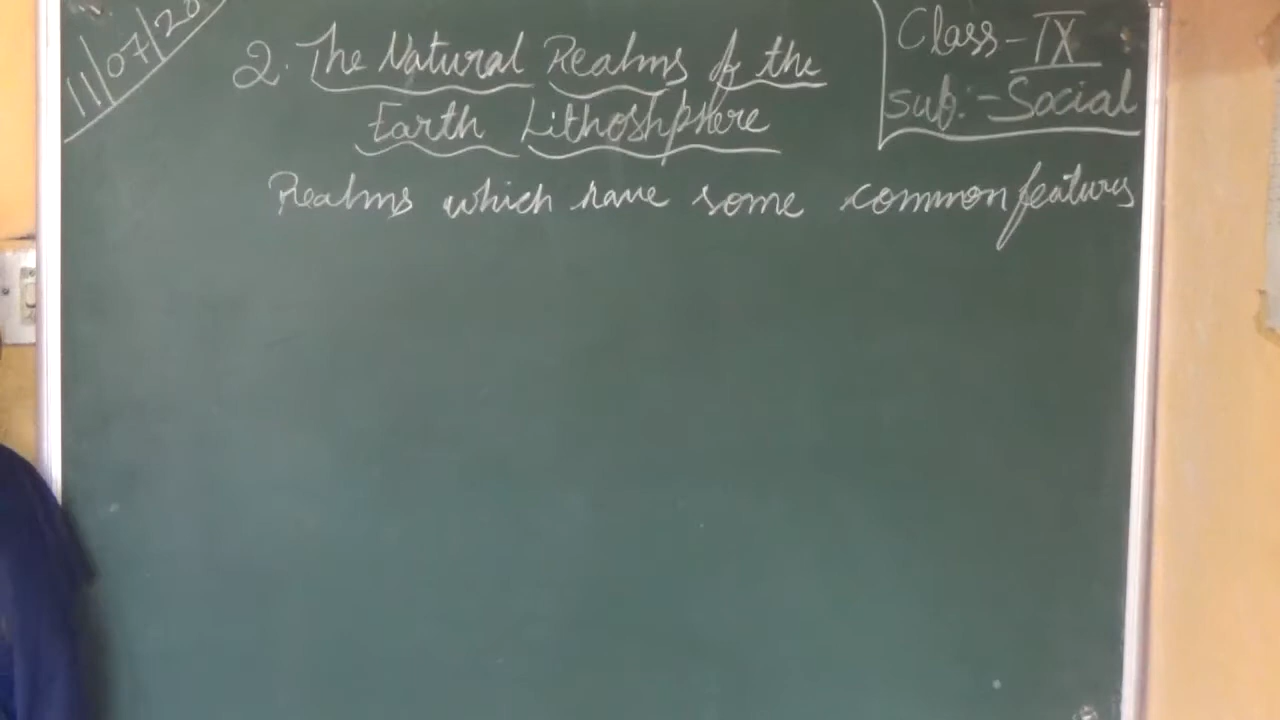 11/07/20
2. The Natural Realms of the
Earth Lithoshphere
Class - IX
Sub: - Social
Realms which have some common features